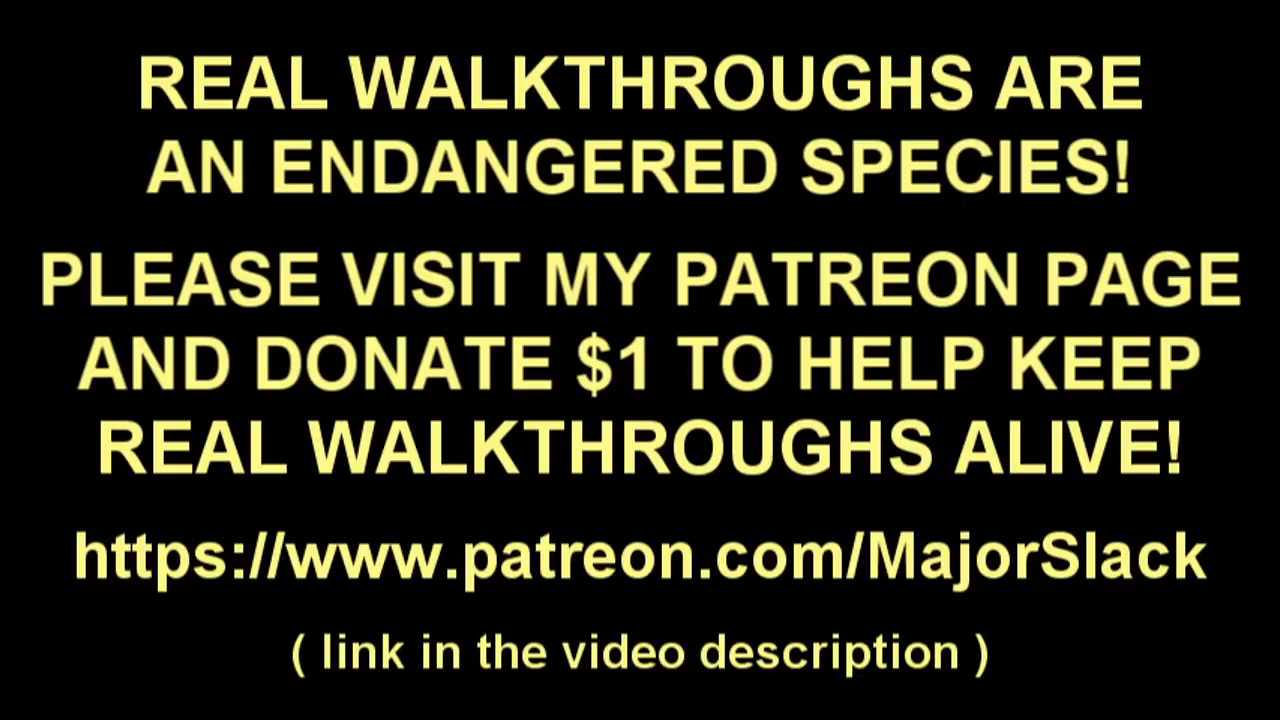 REAL WALKTHROUGHS ARE
AN ENDANGERED SPECIES!
PLEASE VISIT MY PATREON PAGE
AND DONATE $1 TO HELP KEEP
REAL WALKTHROUGHS ALIVE!
https://www.patreon.com/MajorSlack
( link in the video description )